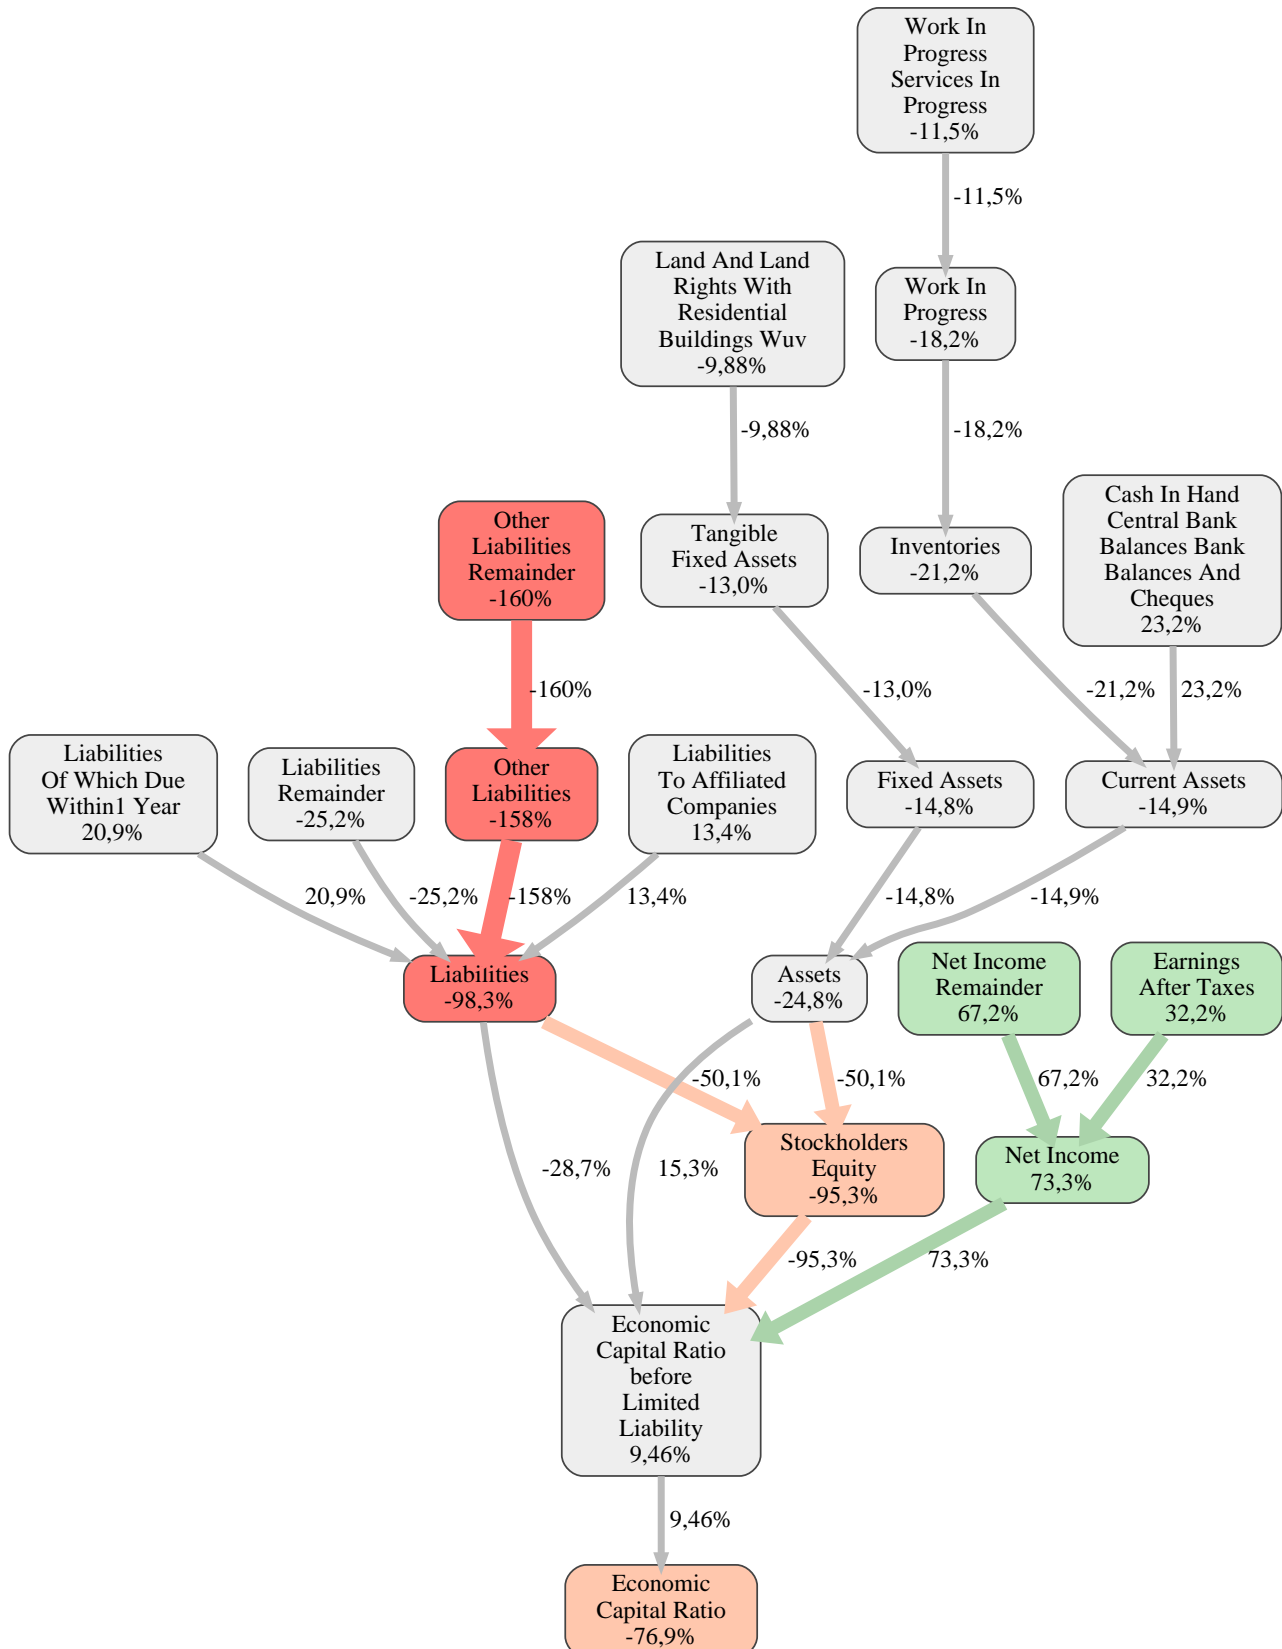 Work In
Progress
Services In
Progress
-11,5%
-11,5%
Land And Land
Rights With
Residential
Buildings Wuv
-9,88%
Work In
Progress
-18,2%
-9,88%
-18,2%
Other
Liabilities
Remainder
-160%
Tangible
Fixed Assets
-13,0%
Inventories
-21,2%
Cash In Hand
Central Bank
Balances Bank
Balances And
Cheques
23,2%
-160%
-13,0%
-21,2%
23,2%
Liabilities
Of Which Due
Within1 Year
20,9%
Liabilities
Remainder
-25,2%
Other
Liabilities
-158%
Liabilities
To Affiliated
Companies
13,4%
Fixed Assets
-14,8%
Current Assets
-14,9%
20,9%
-25,2%
-158%
13,4%
-14,8%
-14,9%
Liabilities
-98,3%
Assets
-24,8%
Net Income
Remainder
67,2%
Earnings
After Taxes
32,2%
-50,1%
-50,1%
67,2%
32,2%
-28,7%
15,3%
Stockholders
Equity
-95,3%
Net Income
73,3%
-95,3%
73,3%
Economic
Capital Ratio
before
Limited
Liability
9,46%
9,46%
Economic
Capital Ratio
-76,9%